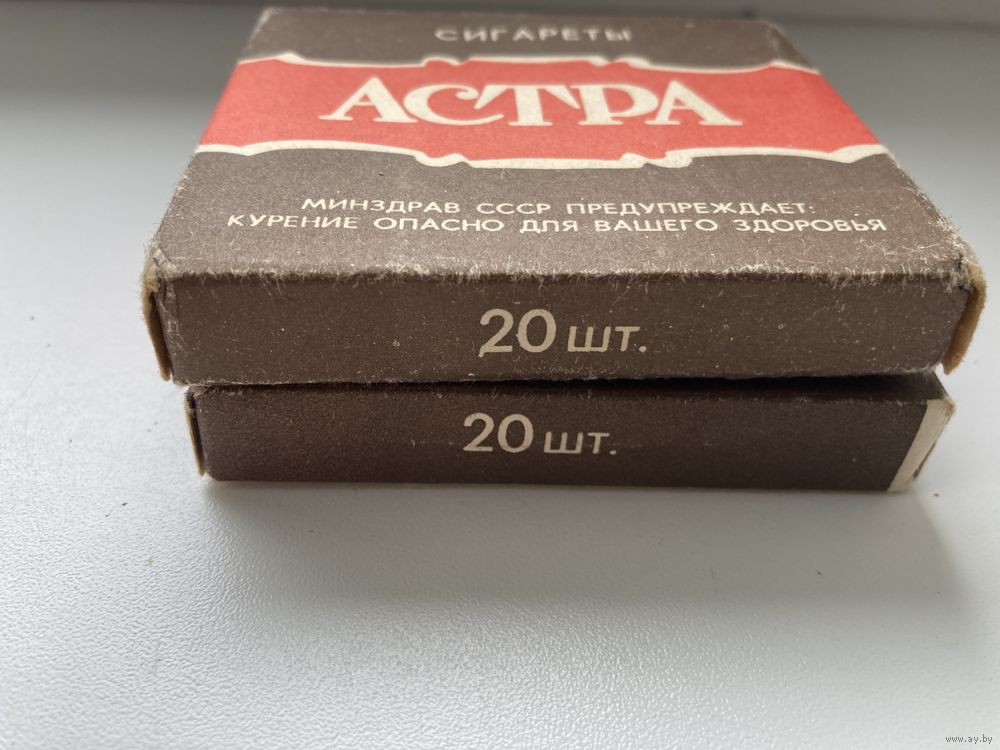 СИГАРЕТЫ
АСТРА
МИНЗДРАВ СССР ПРЕДУПРЕЖДАЕТ:
КУРЕНИЕ ОПАСНО ДЛЯ ВАШЕГО ЗДОРОВЬЯ
20 ШТ.
20 ШТ.
www.ay.by